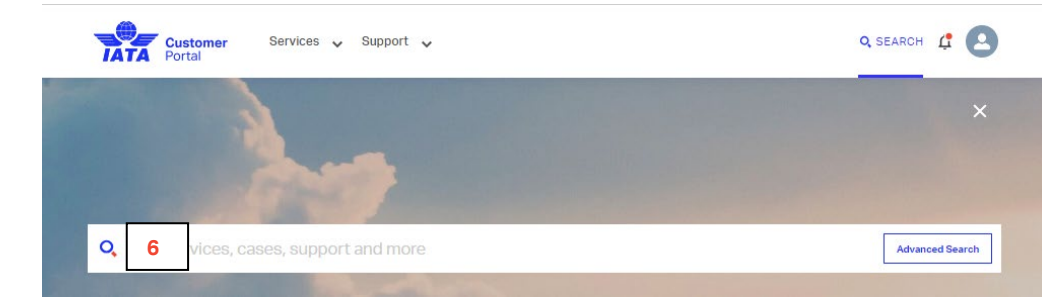 IATA Customer Portal Services Support SEARCH
6 vices, cases, support and more Advanced Search